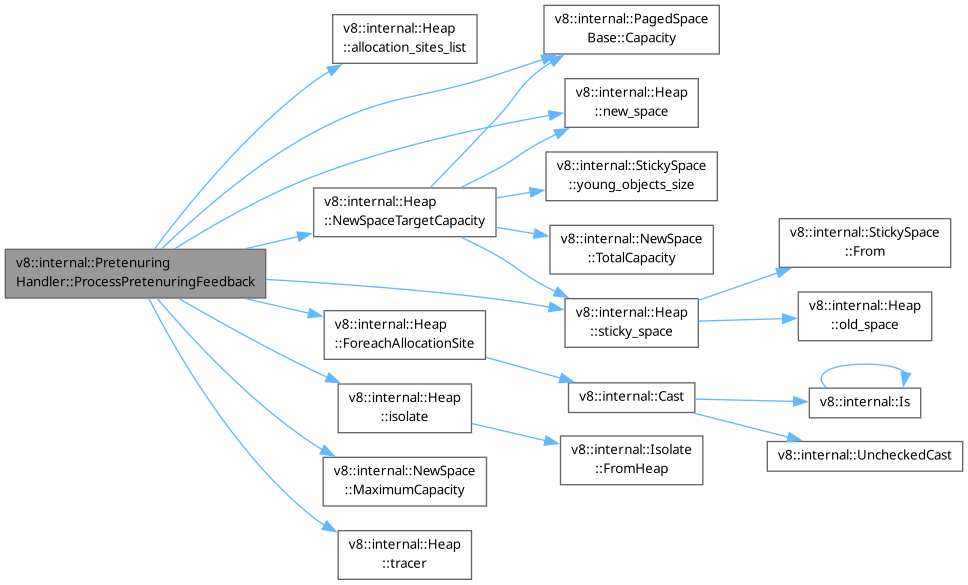 v8::internal::Pretenuring
Handler::ProcessPretenuringFeedback
v8::internal::Heap
::allocation_sites_list
v8::internal::PagedSpace
Base::Capacity
v8::internal::Heap
::new_space
v8::internal::Heap
::NewSpaceTargetCapacity
v8::internal::StickySpace
::young_objects_size
v8::internal::NewSpace
::TotalCapacity
v8::internal::Heap
::sticky_space
v8::internal::StickySpace
::From
v8::internal::Heap
::old_space
v8::internal::Heap
::ForeachAllocationSite
v8::internal::Cast
v8::internal::Is
v8::internal::UncheckedCast
v8::internal::Heap
::isolate
v8::internal::Isolate
::FromHeap
v8::internal::NewSpace
::MaximumCapacity
v8::internal::Heap
::tracer